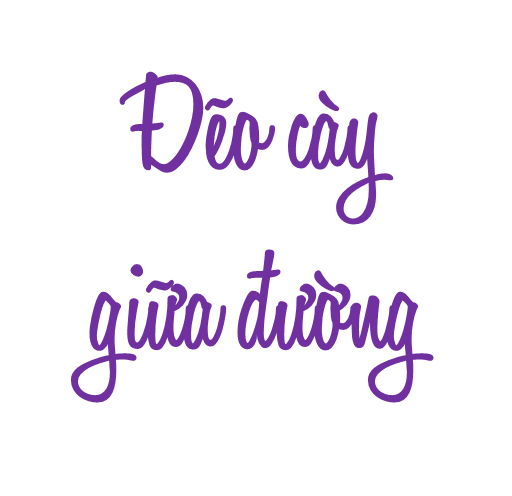 Đẽo cày
giữa đường